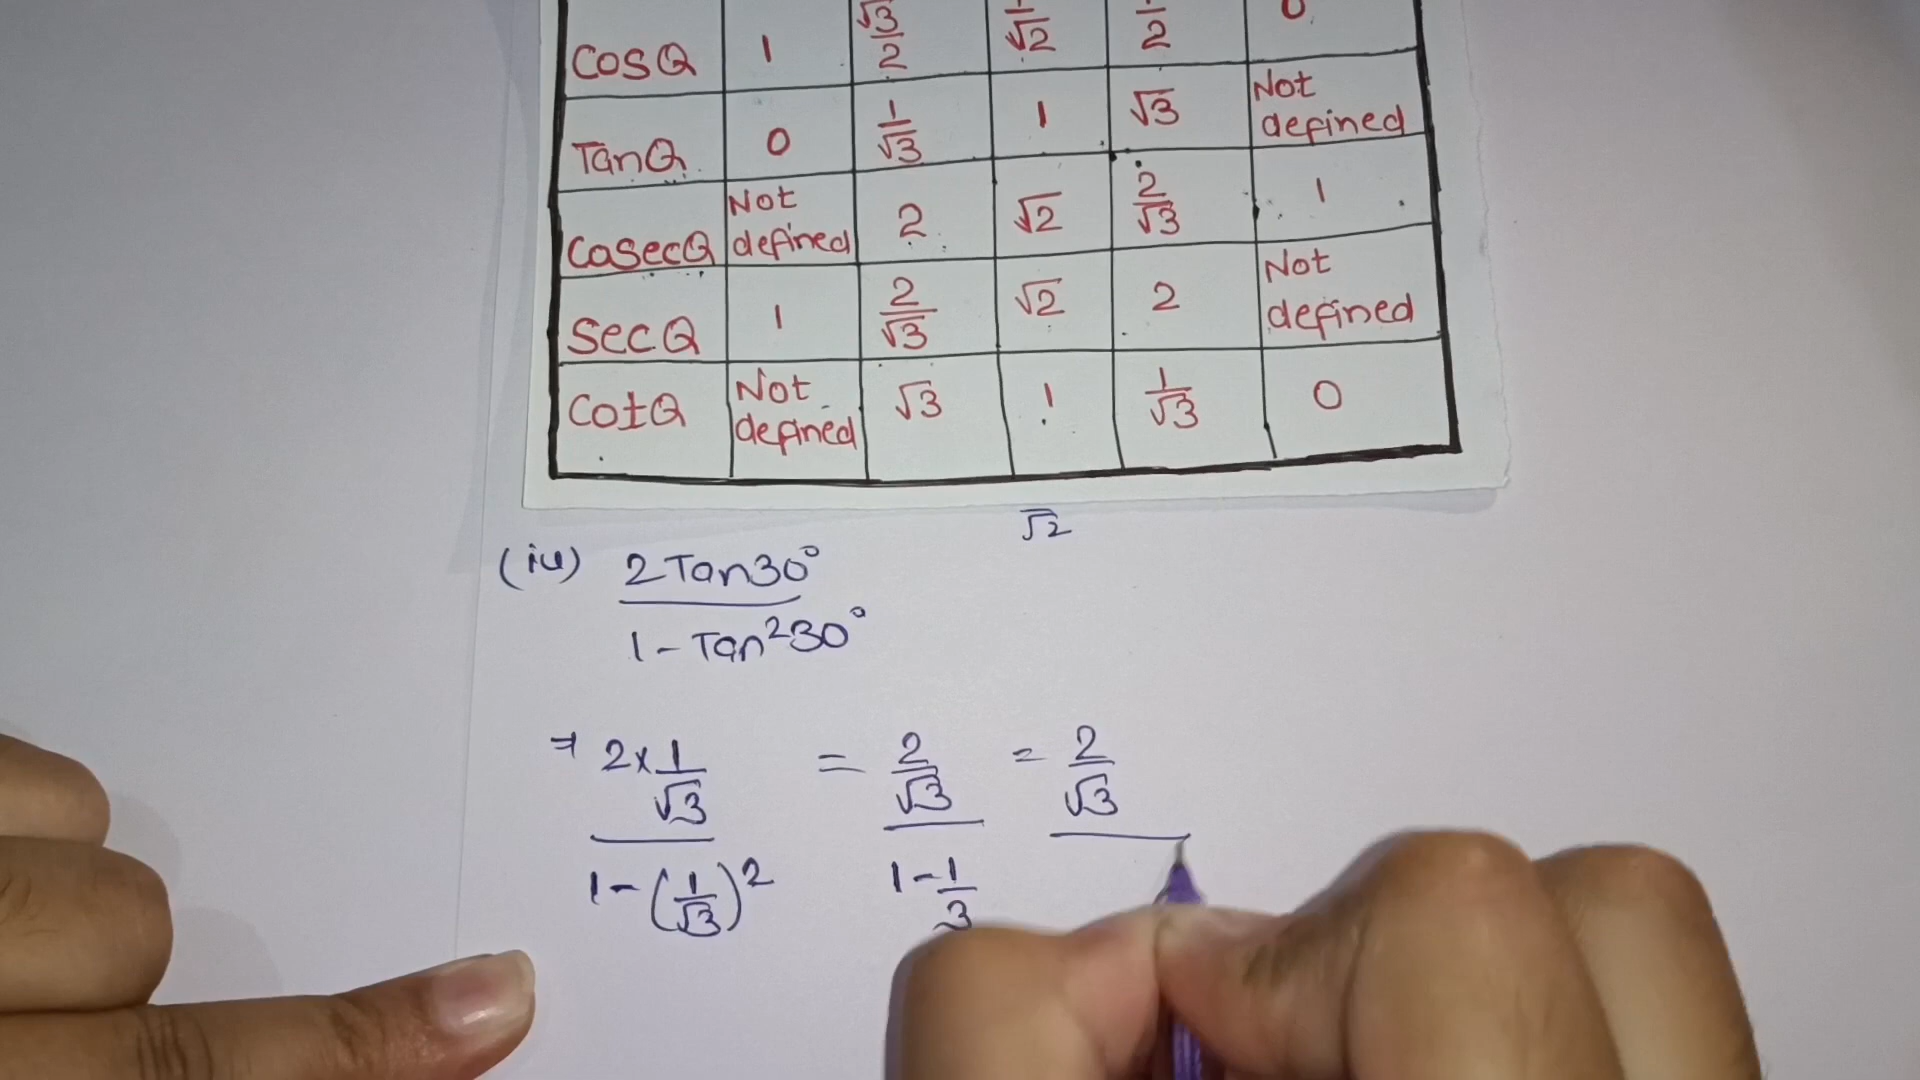 CosQ 1 √3/2 1/√2 1/2 0
TanQ 0 1/√3 1 √3 Not defined
CosecQ Not defined 2 √2 2/√3 1
SecQ 1 2/√3 √2 2 Not defined
CotQ Not defined √3 1 1/√3 0
√2
(iv) 2 Tan30°
1 - Tan²30°
⇒ 2×1/√3 = 2/√3 = 2/√3
1-(1/√3)² 1-1/3